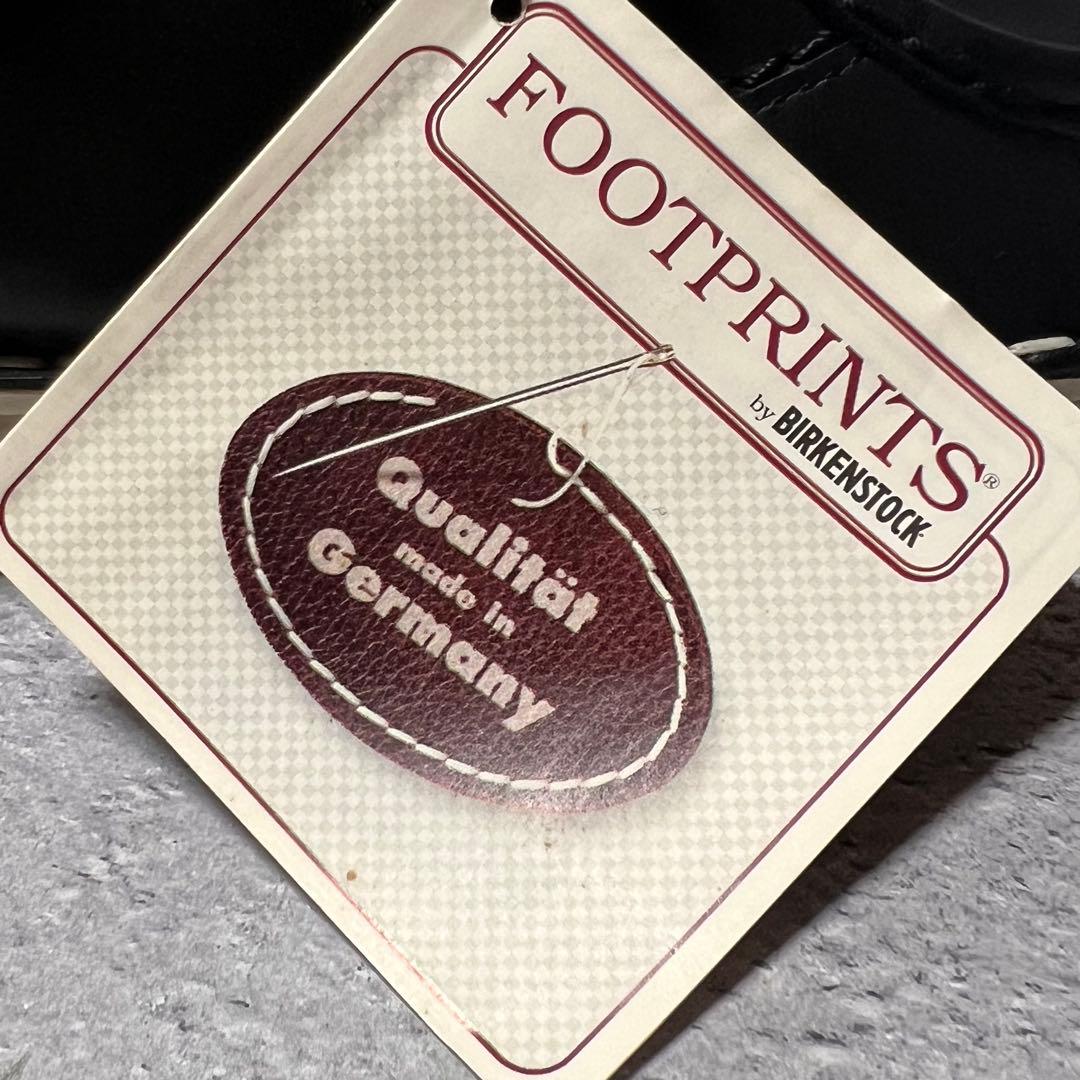 FOOTPRINTS®
by BIRKENSTOCK
Qualität
made in
Germany